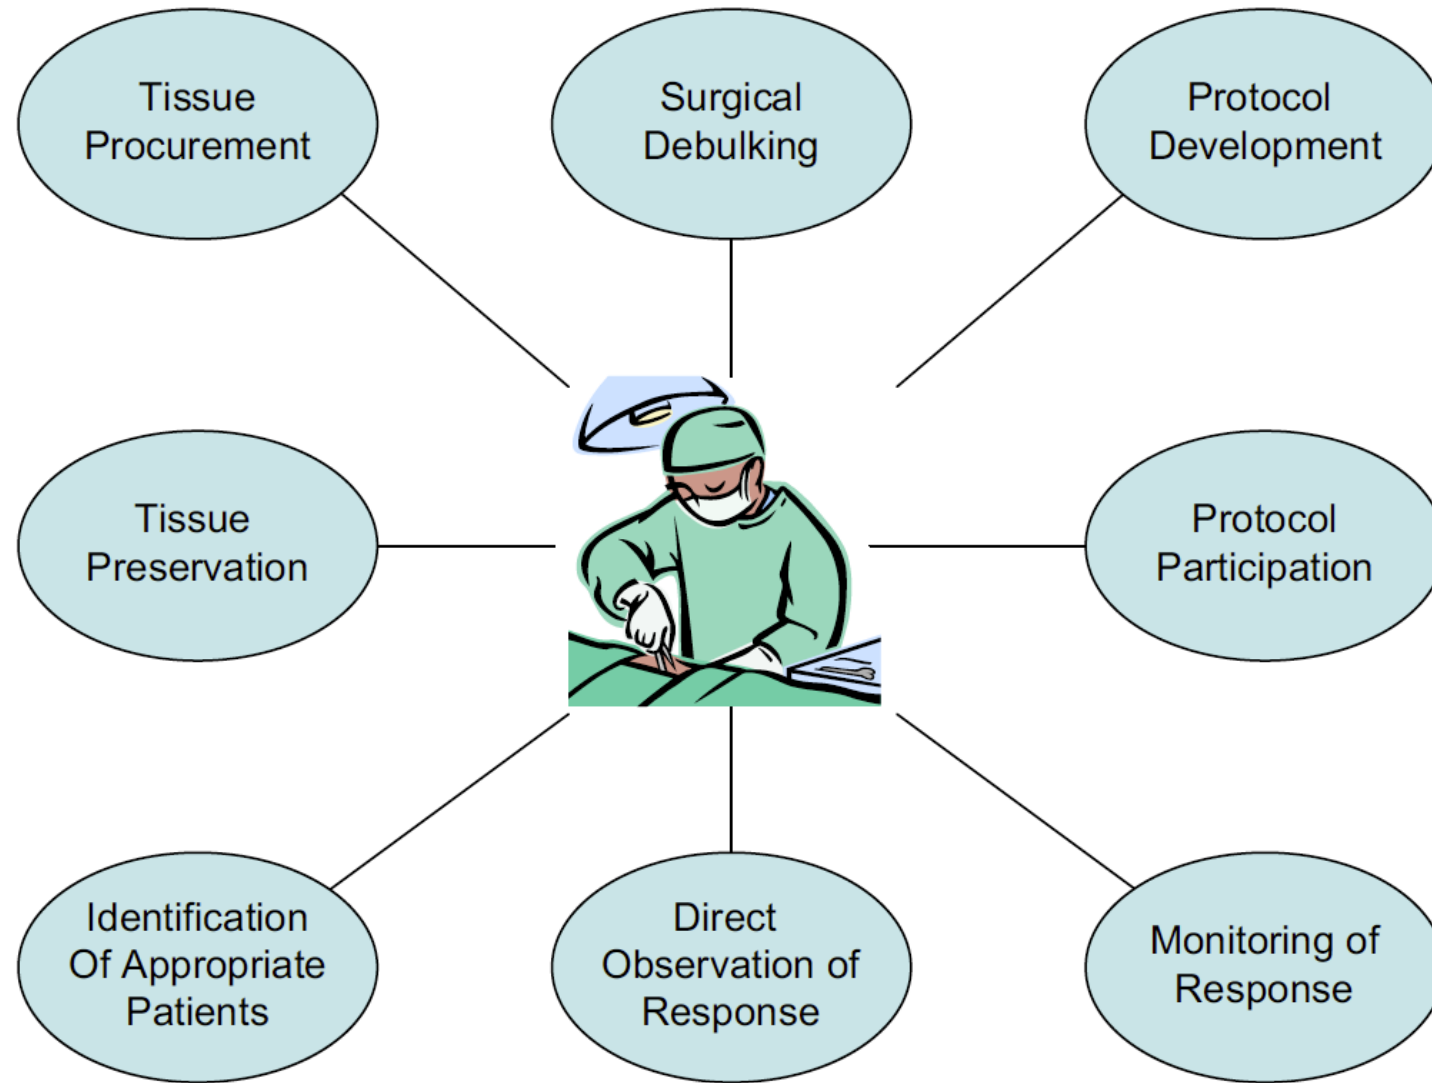 Tissue
Procurement
Surgical
Debulking
Protocol
Development
Tissue
Preservation
Protocol
Participation
Identification
Of Appropriate
Patients
Direct
Observation of
Response
Monitoring of
Response